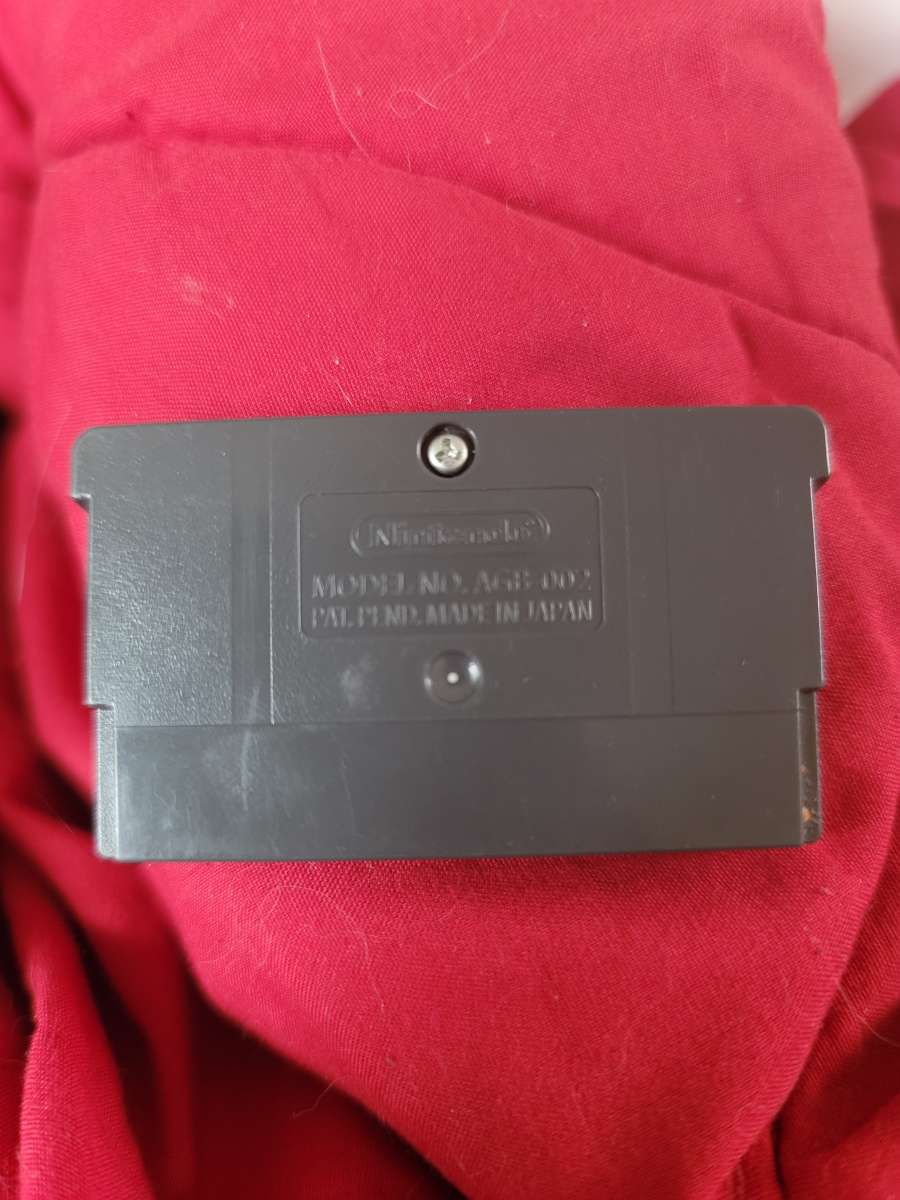 Nintendo
MODEL NO. AGB-002
PAT. PEND. MADE IN JAPAN